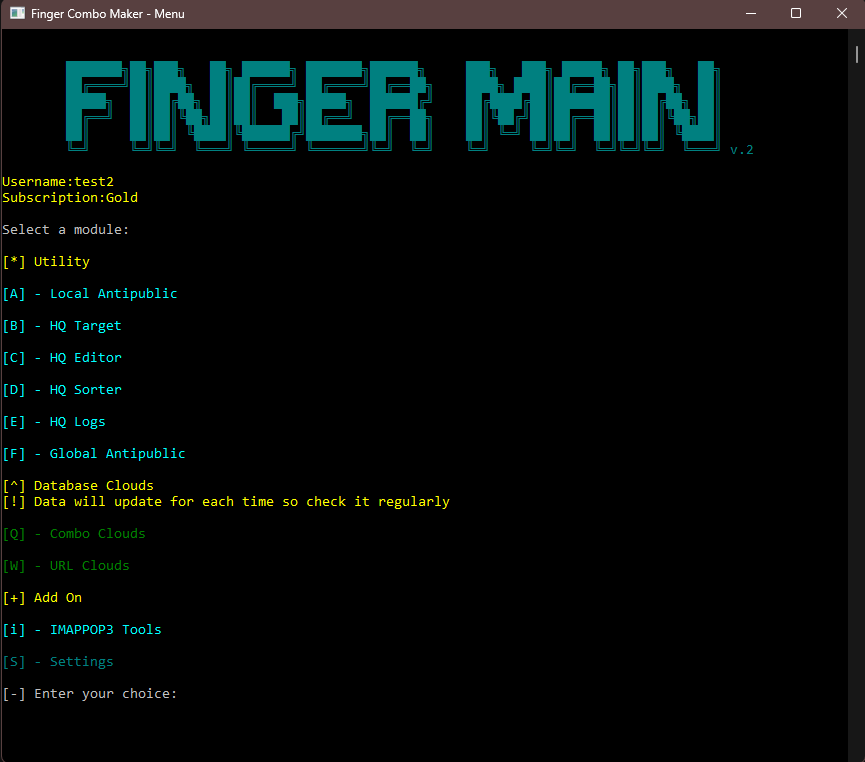 Finger Combo Maker - Menu
FINGER MAIN
v.2
Username:test2
Subscription:Gold
Select a module:
[*] Utility
[A] - Local Antipublic
[B] - HQ Target
[C] - HQ Editor
[D] - HQ Sorter
[E] - HQ Logs
[F] - Global Antipublic
[^] Database Clouds
[!] Data will update for each time so check it regularly
[Q] - Combo Clouds
[W] - URL Clouds
[+] Add On
[i] - IMAPPOP3 Tools
[S] - Settings
[-] Enter your choice: